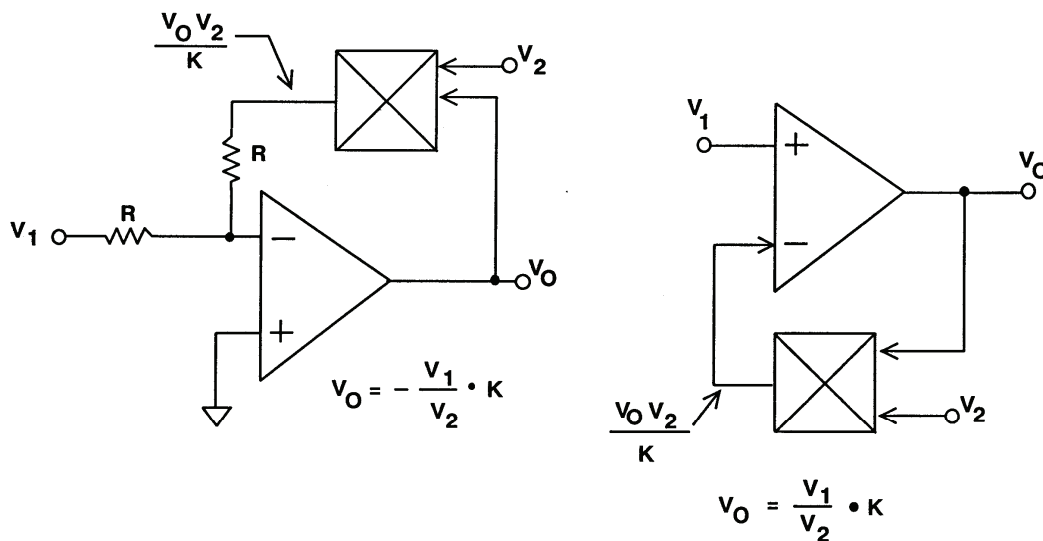 V_O V_2 / K
V_2
R
R
V_1
−
+
V_O
V_O = − V_1 / V_2 • K
V_1
+
−
V_O
V_2
V_O V_2 / K
V_O = V_1 / V_2 • K